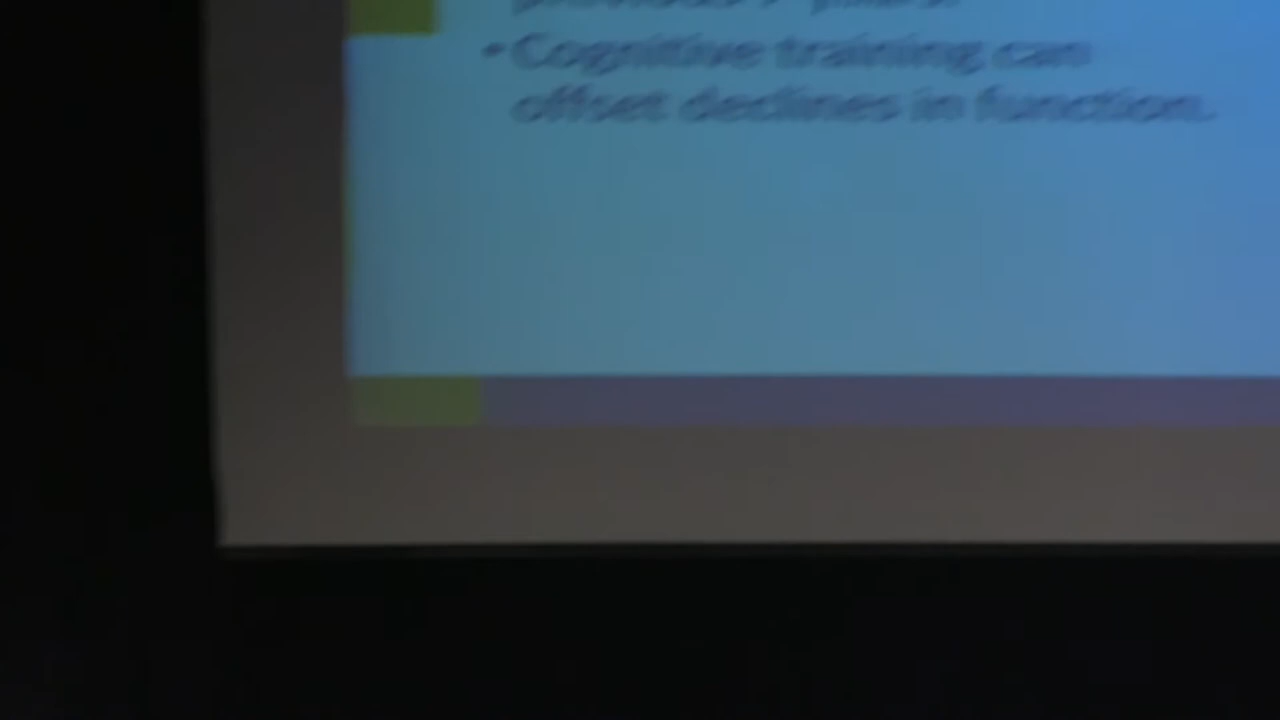 • Cognitive training can
offset declines in function.